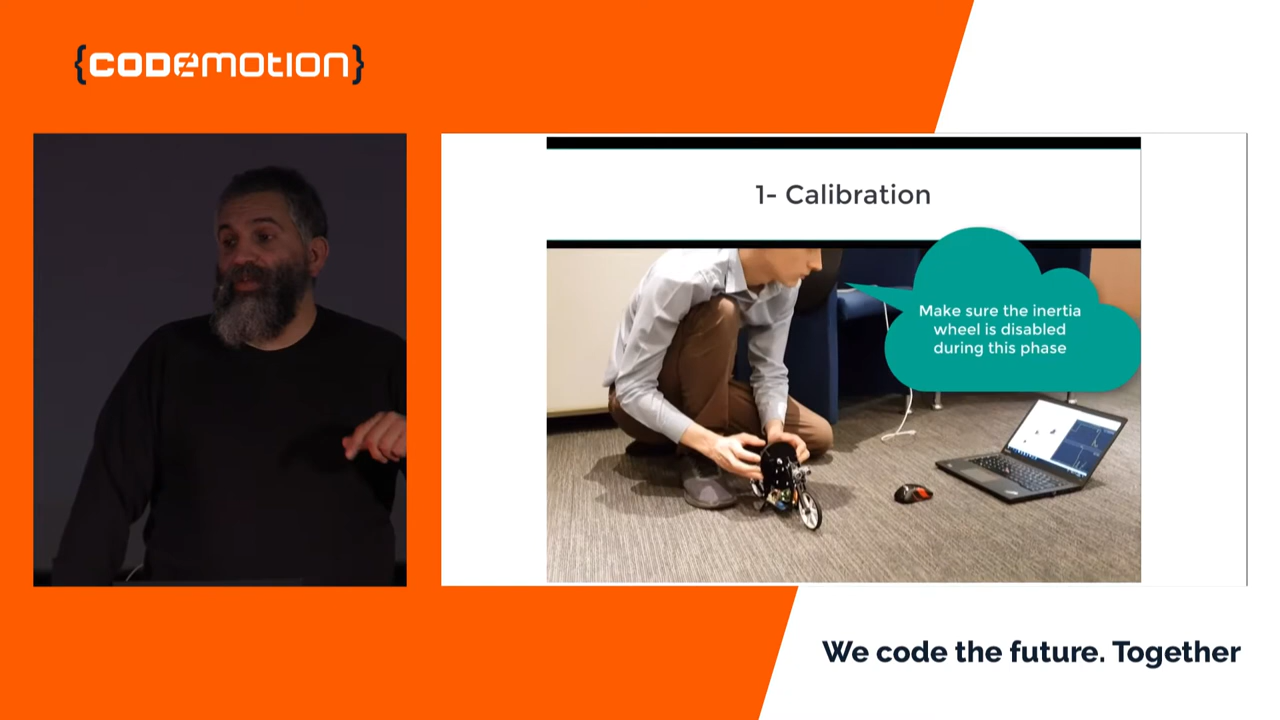 {CODEMOTION}
1- Calibration
Make sure the inertia
wheel is disabled
during this phase
We code the future. Together